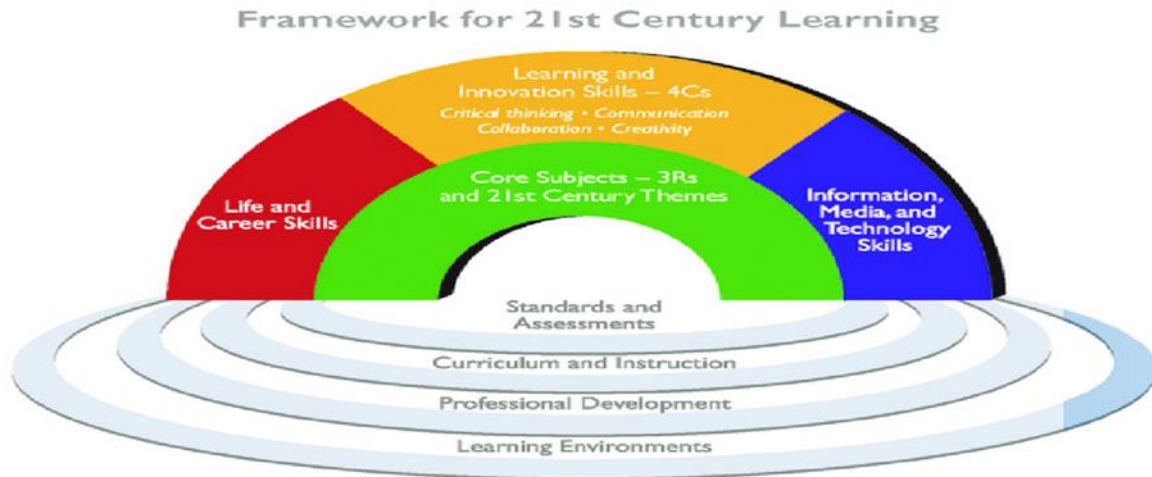 Framework for 21st Century Learning
Learning and
Innovation Skills – 4Cs
Critical thinking • Communication
Collaboration • Creativity
Core Subjects – 3Rs
and 21st Century Themes
Life and
Career Skills
Information,
Media, and
Technology
Skills
Standards and
Assessments
Curriculum and Instruction
Professional Development
Learning Environments